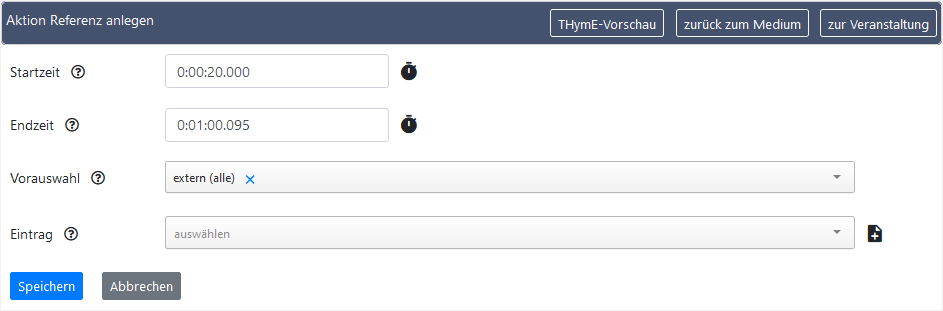 Aktion Referenz anlegen THymE-Vorschau zurück zum Medium zur Veranstaltung
Startzeit 0:00:20.000
Endzeit 0:01:00.095
Vorauswahl extern (alle)
Eintrag auswählen
Speichern Abbrechen